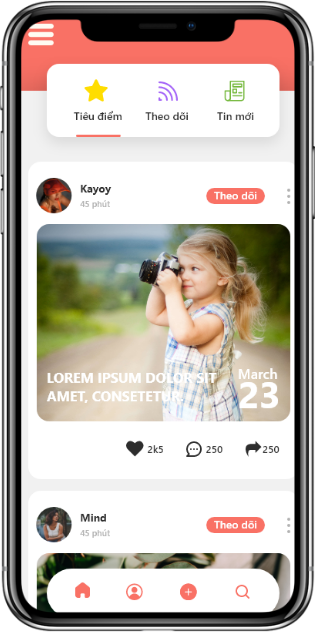 Tiêu điểm
Theo dõi
Tin mới
Kayoy
45 phút
Theo dõi
LOREM IPSUM DOLOR SIT
AMET, CONSETETUR
March
23
2k5
250
250
Mind
45 phút
Theo dõi